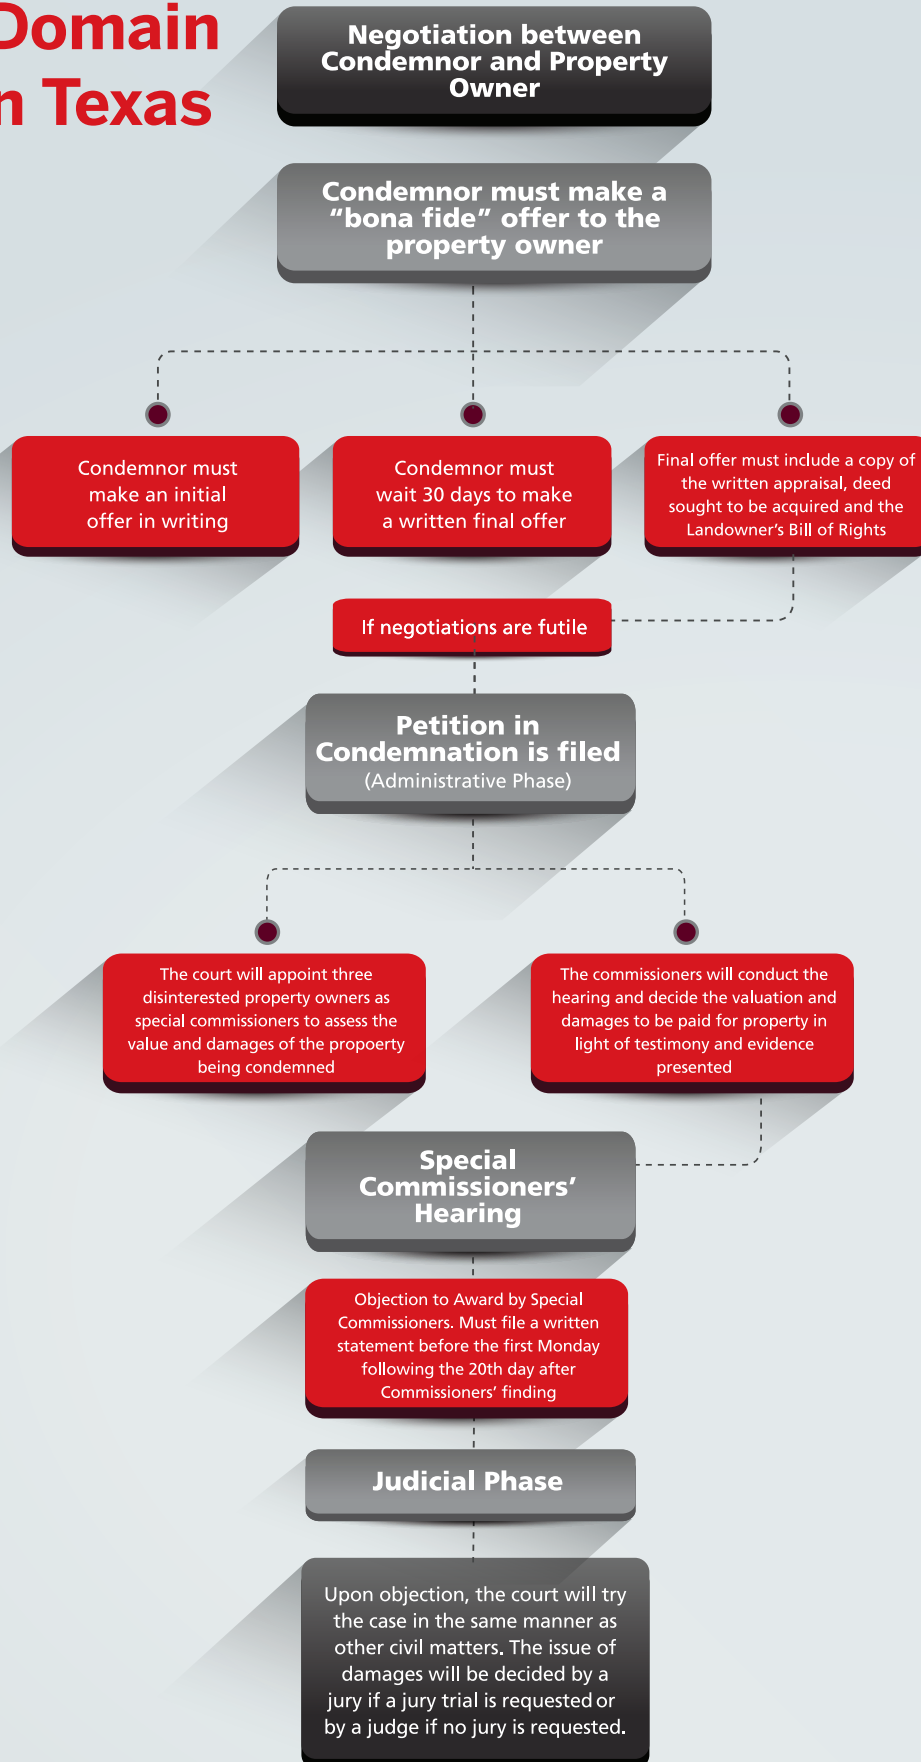 Domain
n Texas
Negotiation between
Condemnor and Property
Owner
Condemnor must make a
“bona fide” offer to the
property owner
Condemnor must
make an initial
offer in writing
Condemnor must
wait 30 days to make
a written final offer
Final offer must include a copy of
the written appraisal, deed
sought to be acquired and the
Landowner’s Bill of Rights
If negotiations are futile
Petition in
Condemnation is filed
(Administrative Phase)
The court will appoint three
disinterested property owners as
special commissioners to assess the
value and damages of the propoerty
being condemned
The commissioners will conduct the
hearing and decide the valuation and
damages to be paid for property in
light of testimony and evidence
presented
Special
Commissioners’
Hearing
Objection to Award by Special
Commissioners. Must file a written
statement before the first Monday
following the 20th day after
Commissioners’ finding
Judicial Phase
Upon objection, the court will try
the case in the same manner as
other civil matters. The issue of
damages will be decided by a
jury if a jury trial is requested or
by a judge if no jury is requested.